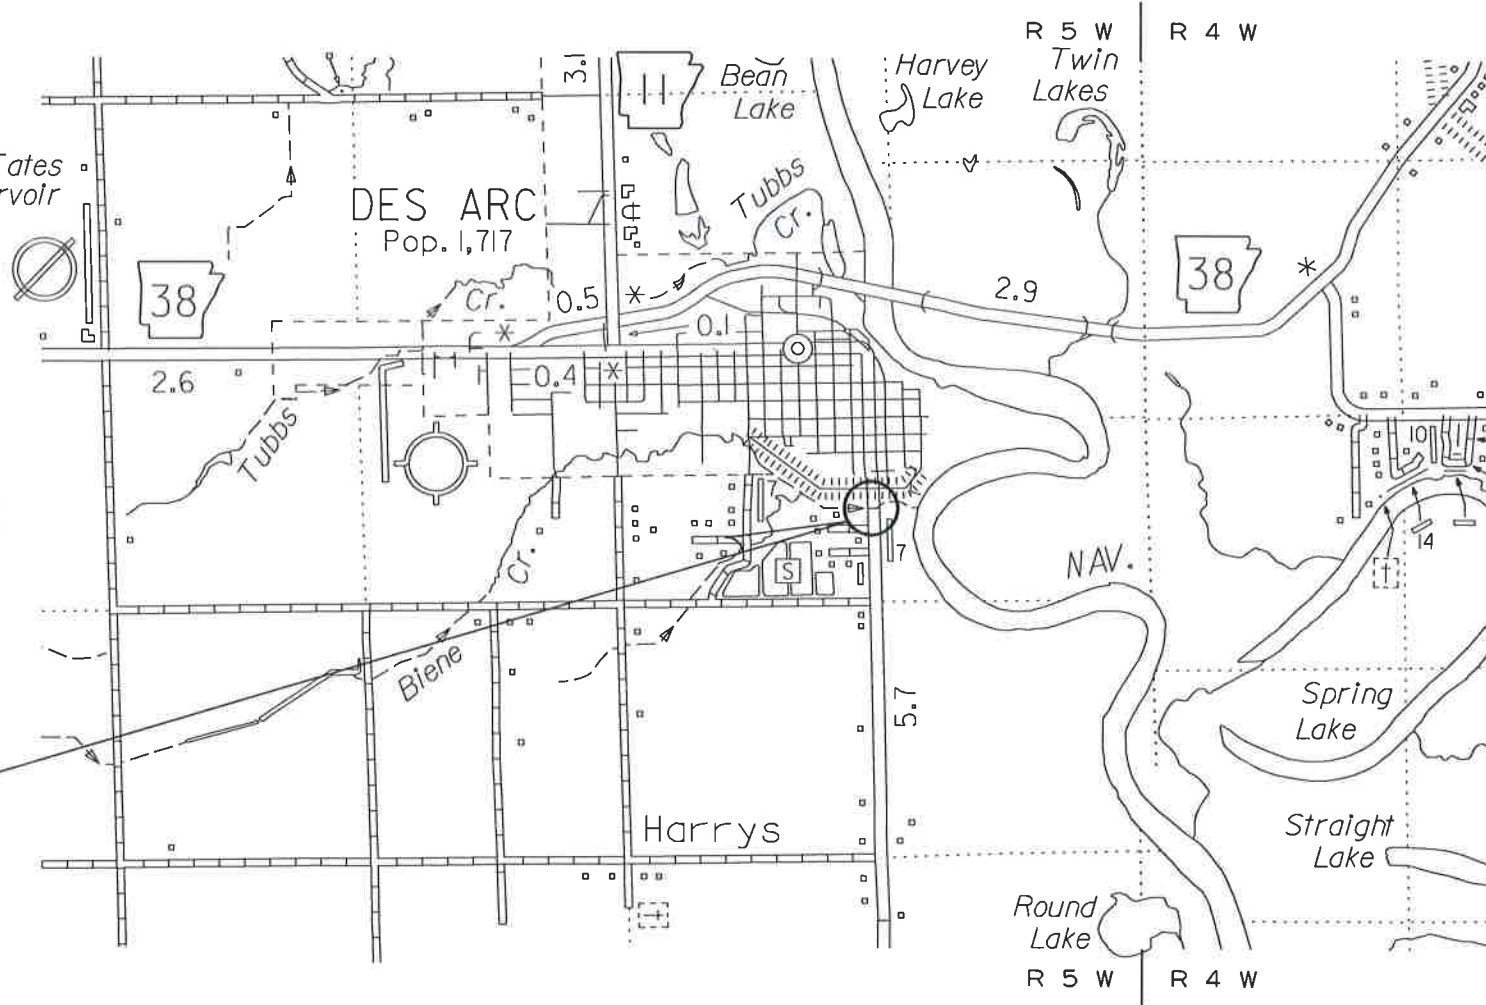 R 5 W R 4 W
3.1
11
Bean
Lake
Harvey
Lake
Twin
Lakes
Tates
rvoir
DES ARC
Pop. 1,717
Tubbs
Cr.
38
Cr.
0.5
0.1
2.9
38
2.6
0.4
Tubbs
10
1
7
14
Cr.
7
S
NAV.
Biene
5.7
Spring
Lake
Harrys
Straight
Lake
Round
Lake
R 5 W R 4 W